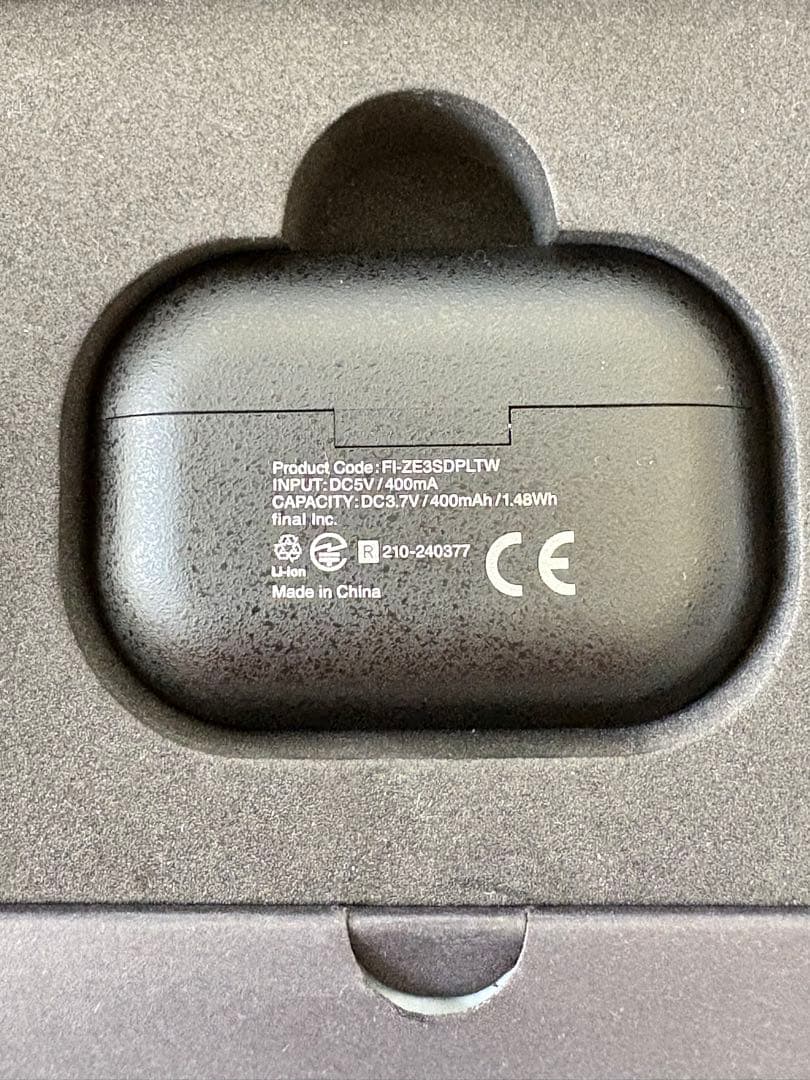 Product Code:FI-ZE3SDPLTW
INPUT:DC5V/400mA
CAPACITY:DC3.7V/400mAh/1.48Wh
final Inc.
R 210-240377 CE
Li-ion
Made in China